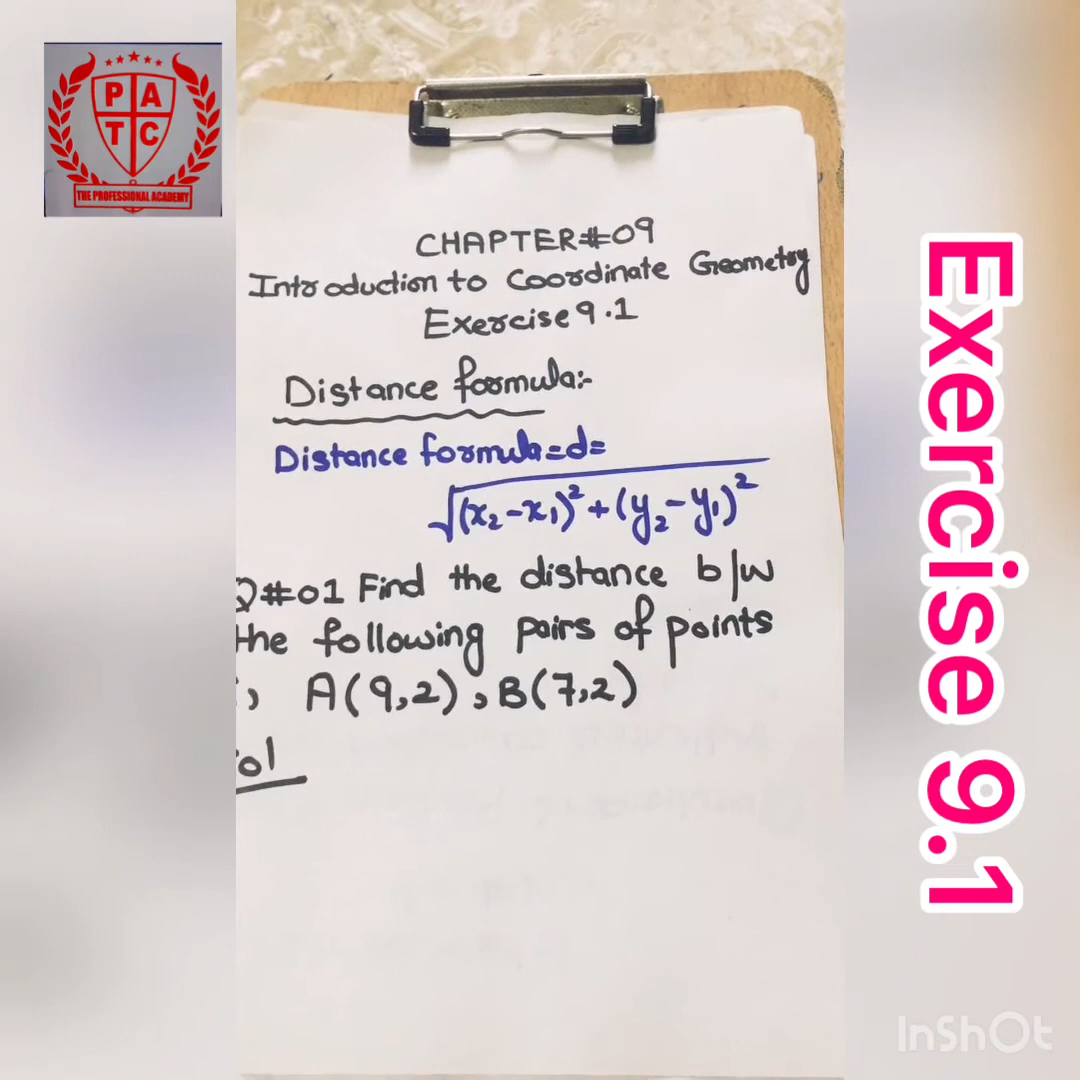 P A
T C
THE PROFESSIONAL ACADEMY
CHAPTER#09
Introduction to Coordinate Geometry
Exercise 9.1
Distance formula:-
Distance formula=d=
√(x₂-x₁)²+(y₂-y₁)²
Q#01 Find the distance b/w
the following pairs of points
i, A(9,2), B(7,2)
ol
Exercise 9.1
InShOt